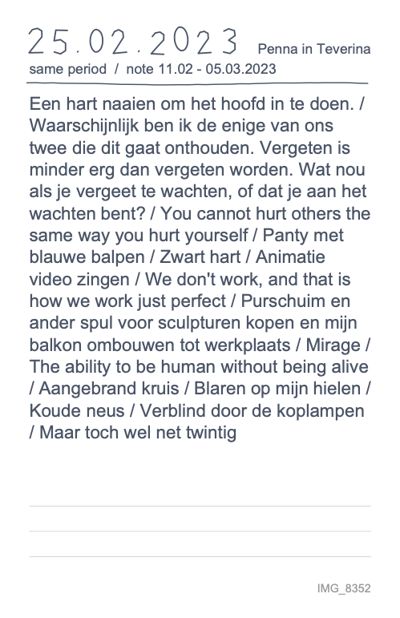 25.02.2023 Penna in Teverina
same period / note 11.02 - 05.03.2023
Een hart naaien om het hoofd in te doen. /
Waarschijnlijk ben ik de enige van ons
twee die dit gaat onthouden. Vergeten is
minder erg dan vergeten worden. Wat nou
als je vergeet te wachten, of dat je aan het
wachten bent? / You cannot hurt others the
same way you hurt yourself / Panty met
blauwe balpen / Zwart hart / Animatie
video zingen / We don't work, and that is
how we work just perfect / Purschuim en
ander spul voor sculpturen kopen en mijn
balkon ombouwen tot werkplaats / Mirage /
The ability to be human without being alive
/ Aangebrand kruis / Blaren op mijn hielen /
Koude neus / Verblind door de koplampen
/ Maar toch wel net twintig
IMG_8352